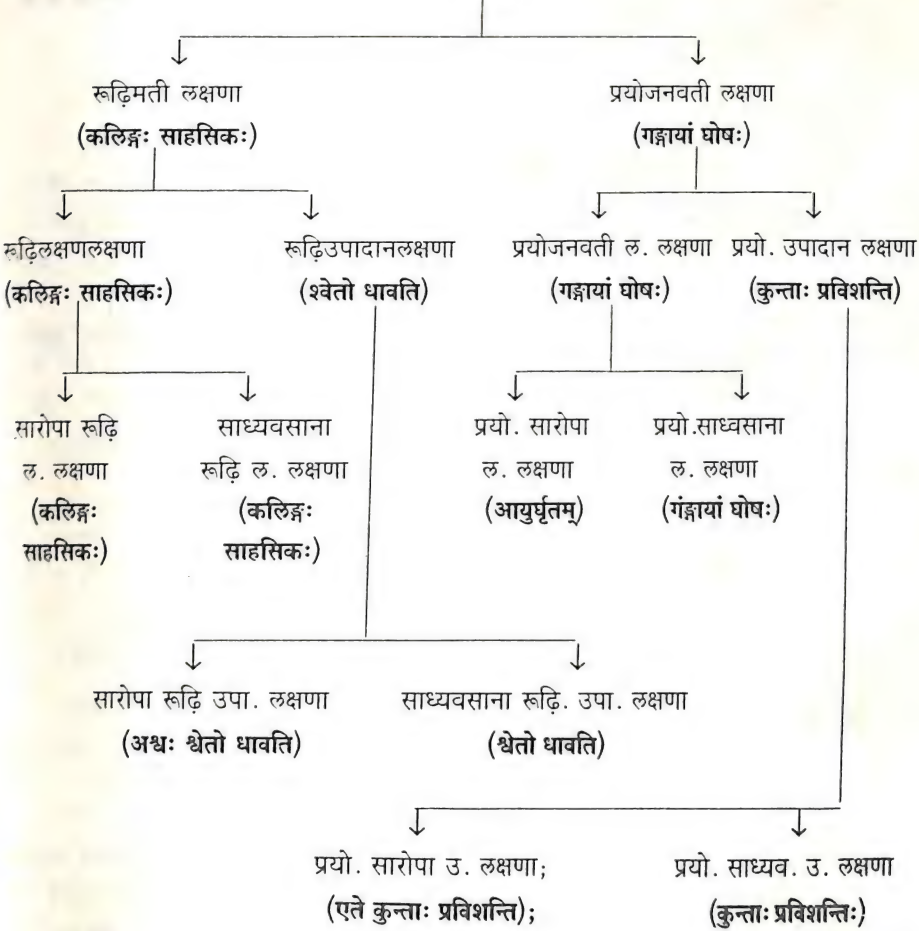 रूढ़िमती लक्षणा
प्रयोजनवती लक्षणा
(कलिङ्गः साहसिकः)
(गङ्गायां घोषः)
रूढ़िलक्षणलक्षणा
रूढ़िउपादानलक्षणा
प्रयोजनवती ल. लक्षणा
प्रयो. उपादान लक्षणा
(कलिङ्गः साहसिकः)
(श्वेतो धावति)
(गङ्गायां घोषः)
(कुन्ताः प्रविशन्ति)
सारोपा रूढ़ि
ल. लक्षणा
(कलिङ्गः
साहसिकः)
साध्यवसाना
रूढ़ि ल. लक्षणा
(कलिङ्गः
साहसिकः)
प्रयो. सारोपा
ल. लक्षणा
(आयुर्घृतम्)
प्रयो.साध्वसाना
ल. लक्षणा
(गंङ्गायां घोषः)
सारोपा रूढ़ि उपा. लक्षणा
(अश्वः श्वेतो धावति)
साध्यवसाना रूढ़ि. उपा. लक्षणा
(श्वेतो धावति)
प्रयो. सारोपा उ. लक्षणा;
(एते कुन्ताः प्रविशन्ति);
प्रयो. साध्यव. उ. लक्षणा
(कुन्ताः प्रविशन्तिः)